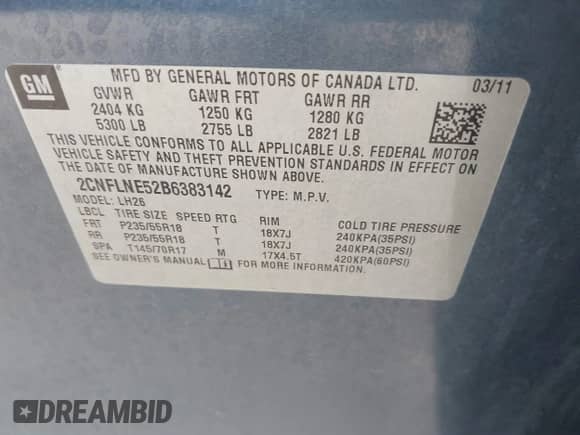 GM
MFD BY GENERAL MOTORS OF CANADA LTD. 03/11
GVWR GAWR FRT GAWR RR
2404 KG 1250 KG 1280 KG
5300 LB 2755 LB 2821 LB
THIS VEHICLE CONFORMS TO ALL APPLICABLE U.S. FEDERAL MOTOR
VEHICLE SAFETY AND THEFT PREVENTION STANDARDS IN EFFECT ON
THE DATE OF MANUFACTURE SHOWN ABOVE.
2CNFLNE52B6383142 TYPE: M.P.V.
MODEL: LH26
LBCL TIRE SIZE SPEED RTG RIM COLD TIRE PRESSURE
FRT P235/55R18 T 18X7J 240KPA(35PSI)
RR P235/55R18 T 18X7J 240KPA(35PSI)
SPA T145/70R17 M 17X4.5T 420KPA(60PSI)
SEE OWNER'S MANUAL FOR MORE INFORMATION.
DREAMBID